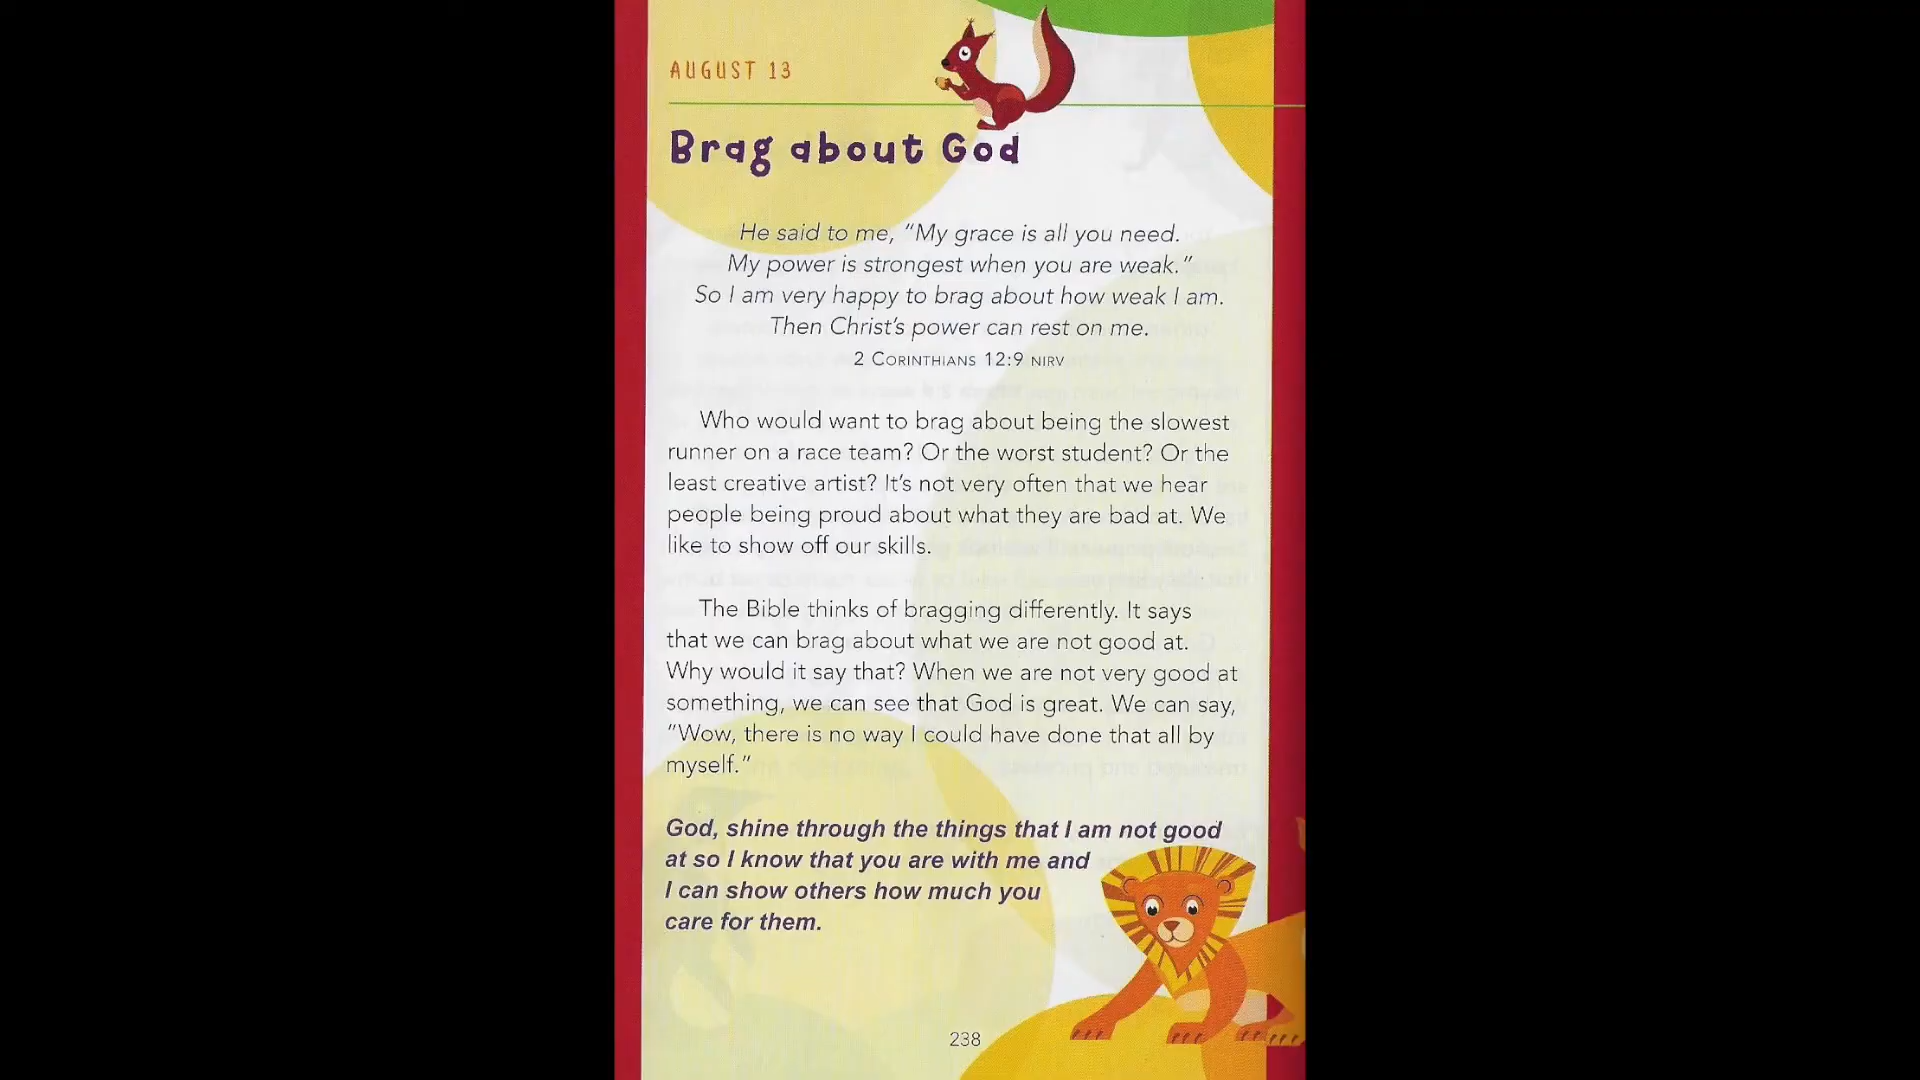 AUGUST 13
Brag about God
He said to me, “My grace is all you need.
My power is strongest when you are weak.”
So I am very happy to brag about how weak I am.
Then Christ’s power can rest on me.
2 Corinthians 12:9 NIRV
Who would want to brag about being the slowest
runner on a race team? Or the worst student? Or the
least creative artist? It’s not very often that we hear
people being proud about what they are bad at. We
like to show off our skills.
The Bible thinks of bragging differently. It says
that we can brag about what we are not good at.
Why would it say that? When we are not very good at
something, we can see that God is great. We can say,
“Wow, there is no way I could have done that all by
myself.”
God, shine through the things that I am not good
at so I know that you are with me and
I can show others how much you
care for them.
238